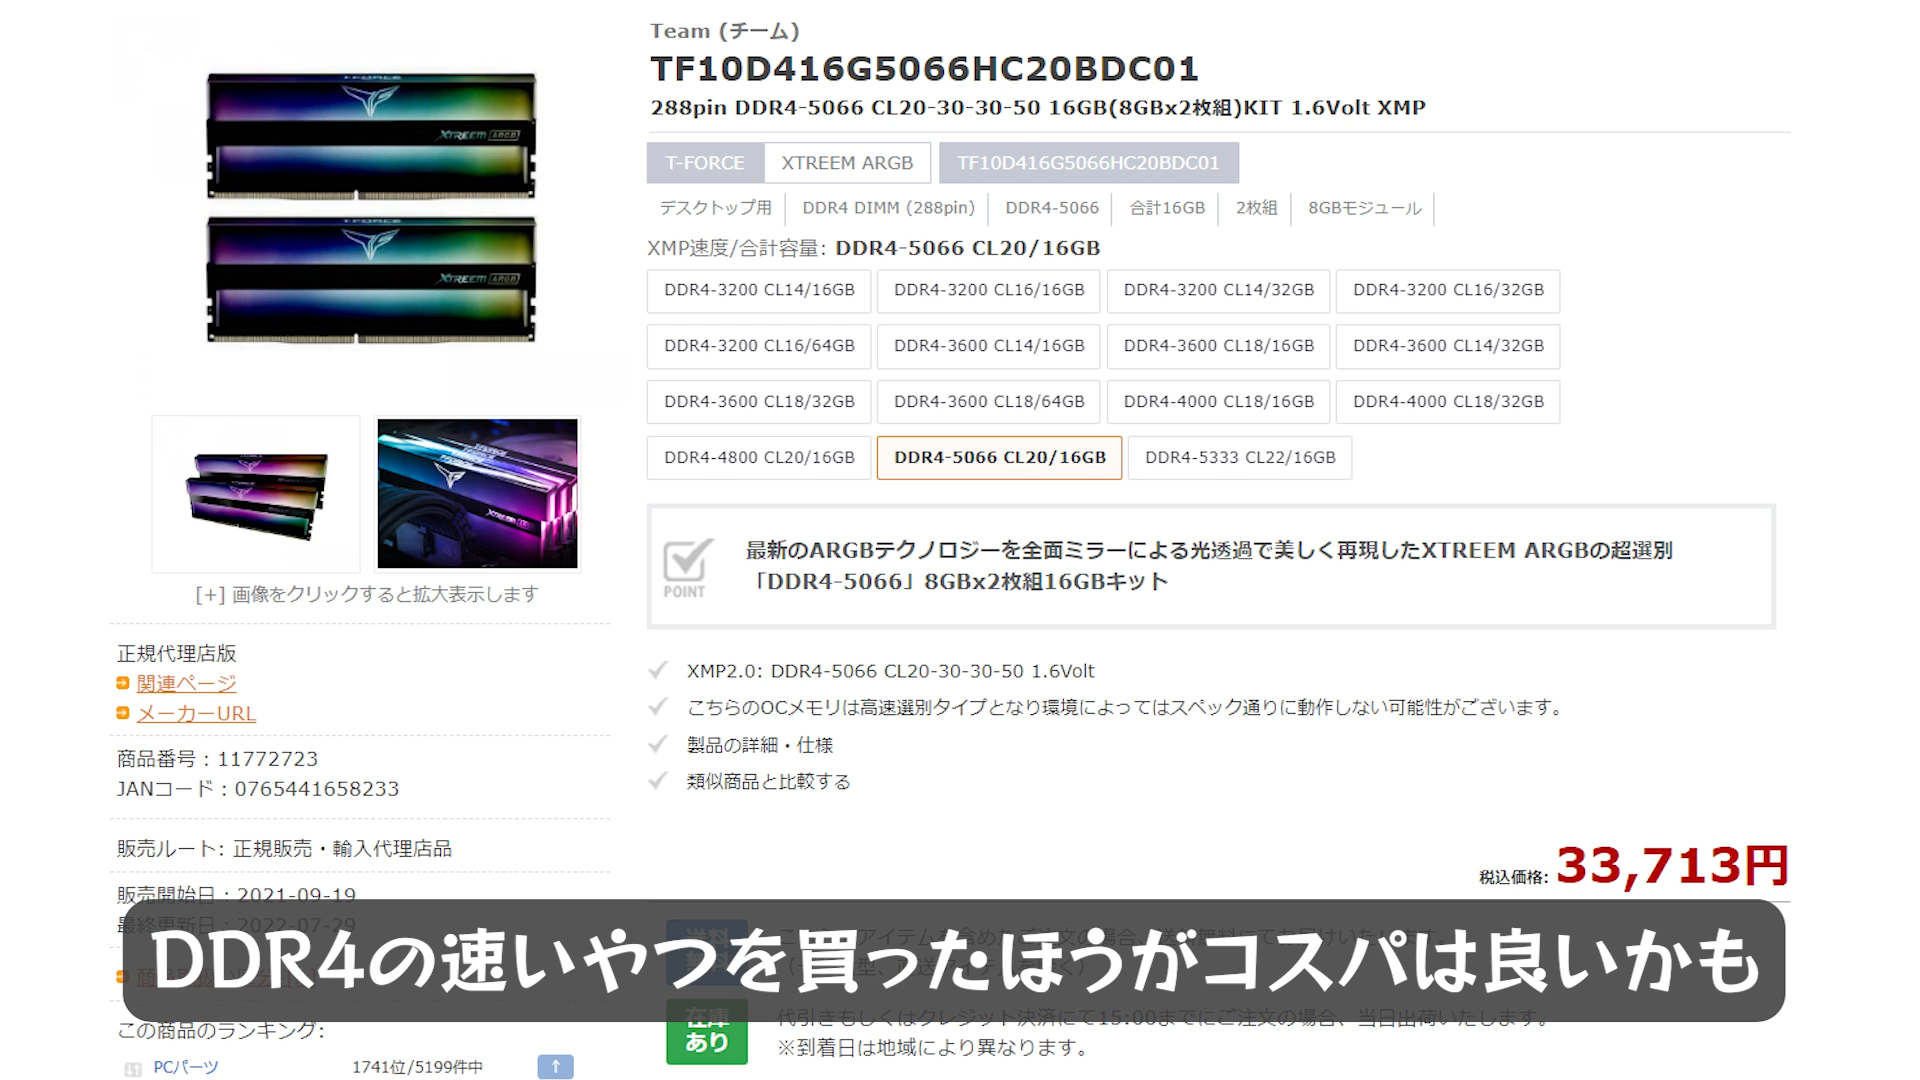 Team (チーム)
TF10D416G5066HC20BDC01
288pin DDR4-5066 CL20-30-30-50 16GB(8GBx2枚組)KIT 1.6Volt XMP
T-FORCE XTREEM ARGB TF10D416G5066HC20BDC01
デスクトップ用 DDR4 DIMM (288pin) DDR4-5066 合計16GB 2枚組 8GBモジュール
XMP速度/合計容量: DDR4-5066 CL20/16GB
DDR4-3200 CL14/16GB DDR4-3200 CL16/16GB DDR4-3200 CL14/32GB DDR4-3200 CL16/32GB
DDR4-3200 CL16/64GB DDR4-3600 CL14/16GB DDR4-3600 CL18/16GB DDR4-3600 CL14/32GB
DDR4-3600 CL18/32GB DDR4-3600 CL18/64GB DDR4-4000 CL18/16GB DDR4-4000 CL18/32GB
DDR4-4800 CL20/16GB DDR4-5066 CL20/16GB DDR4-5333 CL22/16GB
POINT
最新のARGBテクノロジーを全面ミラーによる光透過で美しく再現したXTREEM ARGBの超選別
「DDR4-5066」8GBx2枚組16GBキット
XMP2.0: DDR4-5066 CL20-30-30-50 1.6Volt
こちらのOCメモリは高速選別タイプとなり環境によってはスペック通りに動作しない可能性がございます。
製品の詳細・仕様
類似商品と比較する
税込価格: 33,713円
T-FORCE
XTREEM ARGB
T-FORCE
XTREEM ARGB
[+] 画像をクリックすると拡大表示します
正規代理店版
関連ページ
メーカーURL
商品番号 : 11772723
JANコード : 0765441658233
販売ルート: 正規販売・輸入代理店品
販売開始日 : 2021-09-19
最終更新日 : 2022-07-29
DDR4の速いやつを買ったほうがコスパは良いかも
この商品のランキング:
PCパーツ 1741位/5199件中
送料
在庫
あり
代引きもしくはクレジット決済にて15:00までにご注文の場合、当日出荷いたします。
※到着日は地域により異なります。